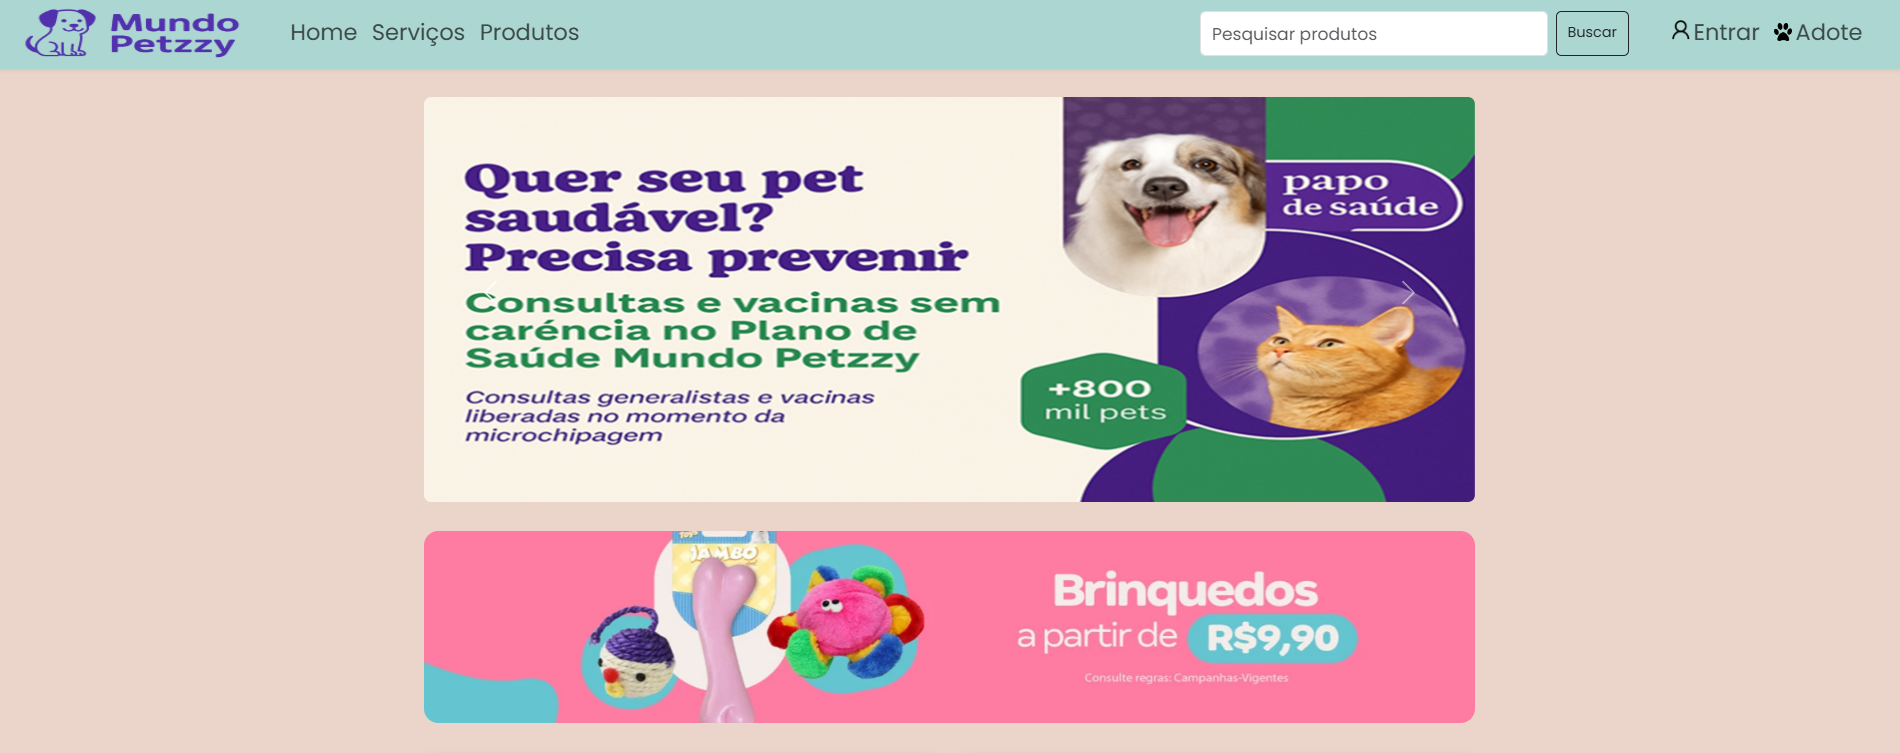 Mundo
Petzzy
Home Serviços Produtos
Pesquisar produtos
Buscar
Entrar
Adote
Quer seu pet
saudável?
Precisa prevenir
Consultas e vacinas sem
caréncia no Plano de
Saúde Mundo Petzzy
Consultas generalistas e vacinas
liberadas no momento da
microchipagem
papo
de saúde
+800
mil pets
Toys
JAMBO
Brinquedos
a partir de R$9,90
Consulte regras: Campanhas-Vigentes